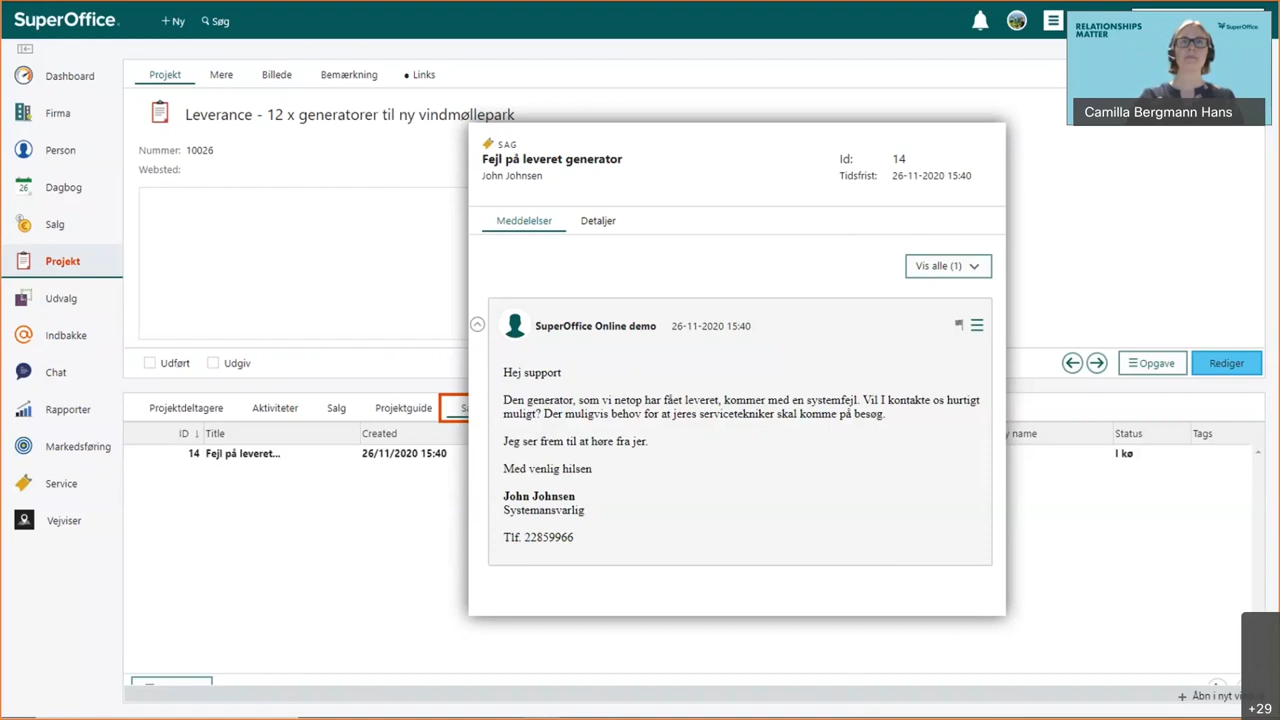 SuperOffice
Ny
Søg
RELATIONSHIPS
MATTER
SuperOffice
Camilla Bergmann Hans
Dashboard
Firma
Person
26
Dagbog
Salg
Projekt
Udvalg
Indbakke
Chat
Rapporter
Markedsføring
Service
Vejviser
Projekt
Mere
Billede
Bemærkning
Links
Leverance - 12 x generatorer til ny vindmøllepark
Nummer: 10026
Websted:
Udført
Udgiv
Opgave
Rediger
Projektdeltagere
Aktiviteter
Salg
Projektguide
ID
Title
Created
name
Status
Tags
14
Fejl på leveret...
26/11/2020 15:40
I kø
SAG
Fejl på leveret generator
John Johnsen
Id: 14
Tidsfrist: 26-11-2020 15:40
Meddelelser
Detaljer
Vis alle (1)
SuperOffice Online demo 26-11-2020 15:40
Hej support
Den generator, som vi netop har fået leveret, kommer med en systemfejl. Vil I kontakte os hurtigt
muligt? Der muligvis behov for at jeres servicetekniker skal komme på besøg.
Jeg ser frem til at høre fra jer.
Med venlig hilsen
John Johnsen
Systemansvarlig
Tlf. 22859966
+ Åbn i nyt
+29